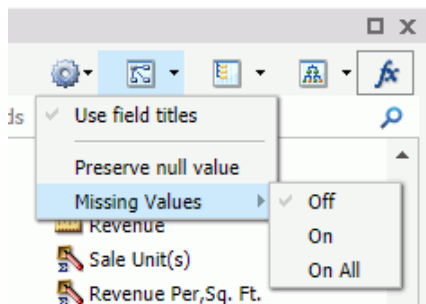 fx
ds
Use field titles
Preserve null value
Missing Values
Off
Revenue
On
Sale Unit(s)
On All
Revenue Per,Sq. Ft.